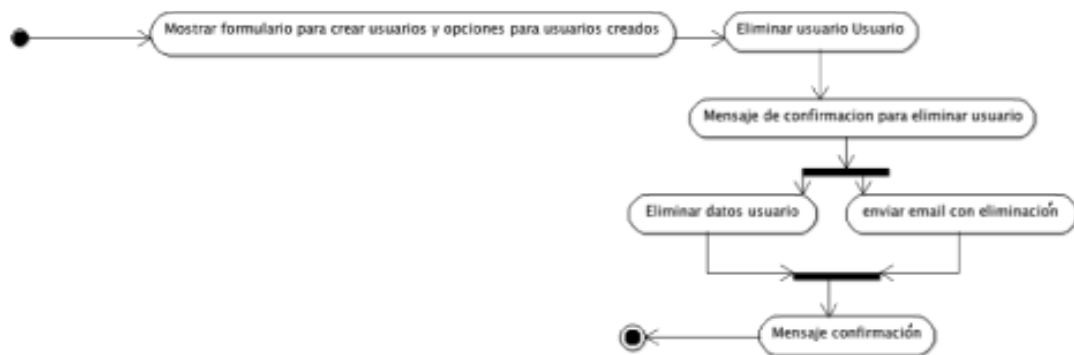 Mostrar formulario para crear usuarios y opciones para usuarios creados
Eliminar usuario Usuario
Mensaje de confirmacion para eliminar usuario
Eliminar datos usuario
enviar email con eliminación
Mensaje confirmación